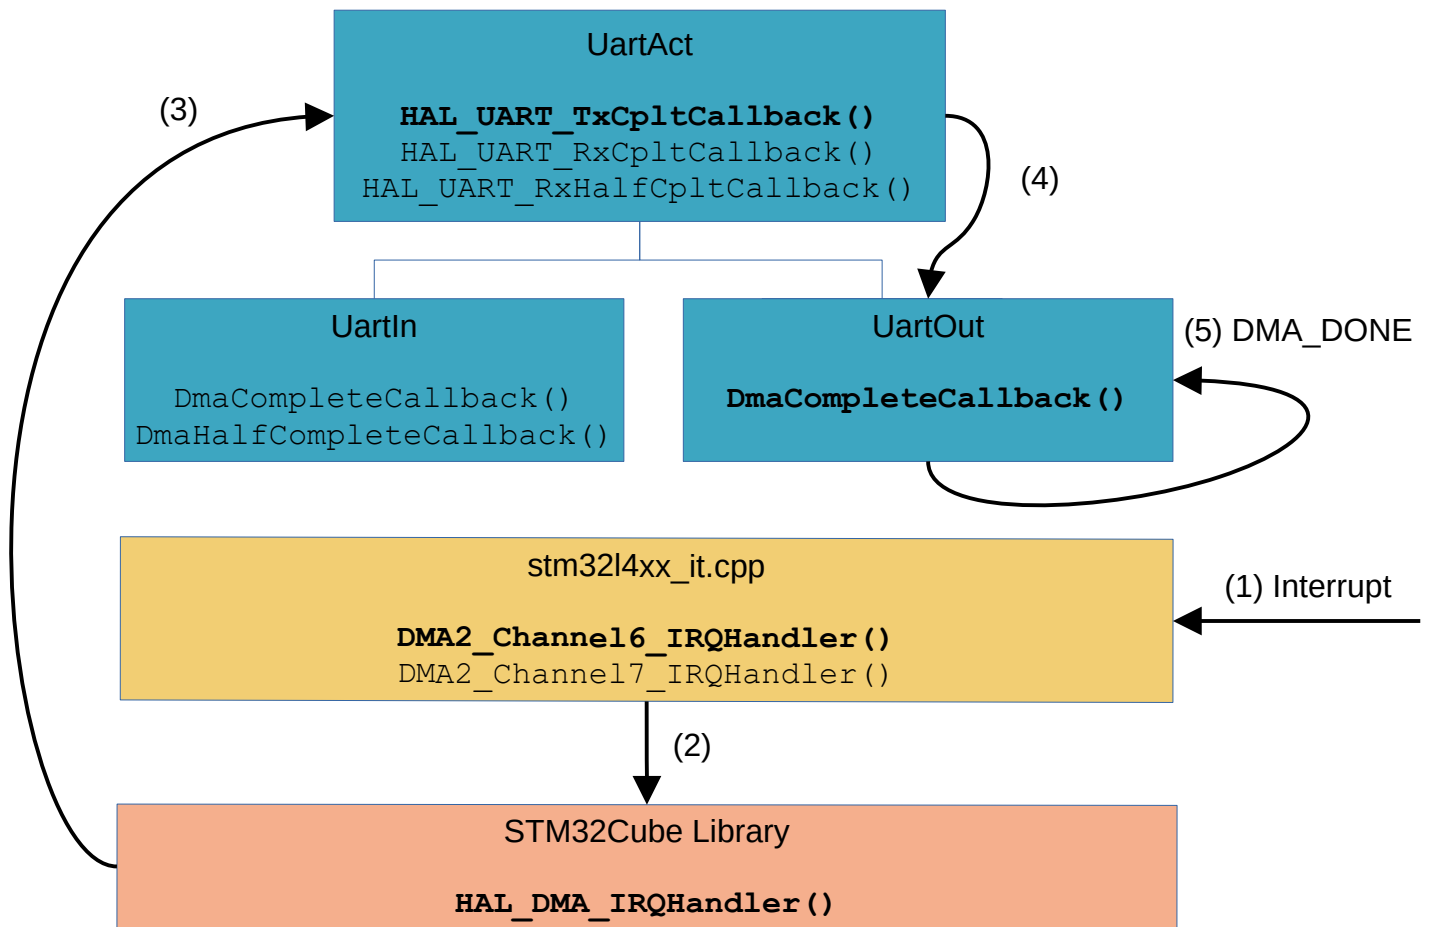 UartAct
(3)
HAL_UART_TxCpltCallback()
HAL_UART_RxCpltCallback()
HAL_UART_RxHalfCpltCallback()
(4)
UartIn
DmaCompleteCallback()
DmaHalfCompleteCallback()
UartOut
DmaCompleteCallback()
(5) DMA_DONE
stm32l4xx_it.cpp
DMA2_Channel6_IRQHandler()
DMA2_Channel7_IRQHandler()
(1) Interrupt
(2)
STM32Cube Library
HAL_DMA_IRQHandler()